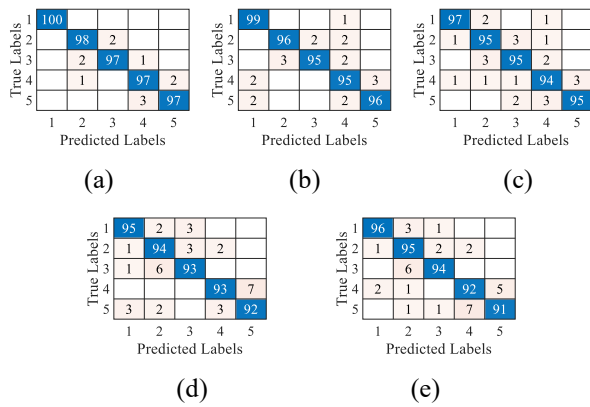 True Labels
1 100
2 98 2
3 2 97 1
4 1 97 2
5 3 97
1 2 3 4 5
Predicted Labels
(a)
True Labels
1 99 1
2 96 2 2
3 3 95 2
4 2 95 3
5 2 2 96
1 2 3 4 5
Predicted Labels
(b)
True Labels
1 97 2 1
2 1 95 3 1
3 3 95 2
4 1 1 1 94 3
5 2 3 95
1 2 3 4 5
Predicted Labels
(c)
True Labels
1 95 2 3
2 1 94 3 2
3 1 6 93
4 93 7
5 3 2 3 92
1 2 3 4 5
Predicted Labels
(d)
True Labels
1 96 3 1
2 1 95 2 2
3 6 94
4 2 1 92 5
5 1 1 7 91
1 2 3 4 5
Predicted Labels
(e)